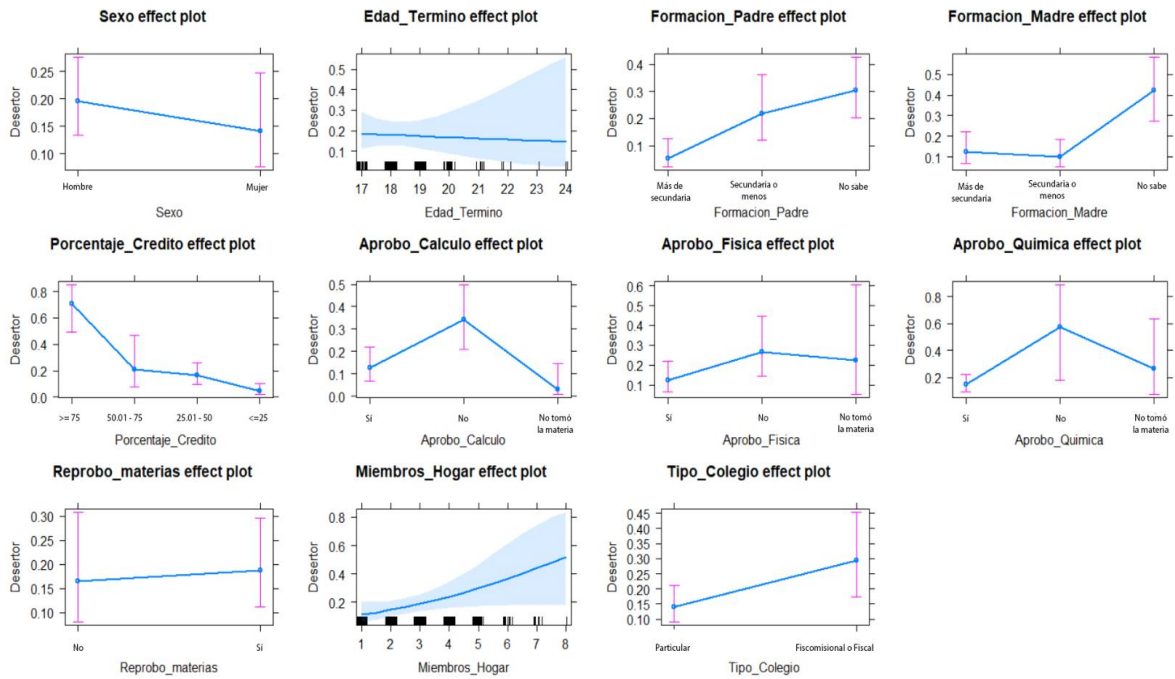 Sexo effect plot
Desertor
0.25
0.20
0.15
0.10
Hombre
Mujer
Sexo
Edad_Termino effect plot
Desertor
0.5
0.4
0.3
0.2
0.1
17 18 19 20 21 22 23 24
Edad_Termino
Formacion_Padre effect plot
Desertor
0.4
0.3
0.2
0.1
Más de
secundaria
Secundaria o
menos
No sabe
Formacion_Padre
Formacion_Madre effect plot
Desertor
0.5
0.4
0.3
0.2
0.1
Más de
secundaria
Secundaria o
menos
No sabe
Formacion_Madre
Porcentaje_Credito effect plot
Desertor
0.8
0.6
0.4
0.2
0.0
>= 75
50.01 - 75
25.01 - 50
<=25
Porcentaje_Credito
Aprobo_Calculo effect plot
Desertor
0.5
0.4
0.3
0.2
0.1
0.0
Sí
No
No tomó
la materia
Aprobo_Calculo
Aprobo_Fisica effect plot
Desertor
0.6
0.5
0.4
0.3
0.2
0.1
Sí
No
No tomó
la materia
Aprobo_Fisica
Aprobo_Quimica effect plot
Desertor
0.8
0.6
0.4
0.2
Sí
No
No tomó
la materia
Aprobo_Quimica
Reprobo_materias effect plot
Desertor
0.30
0.25
0.20
0.15
0.10
No
Sí
Reprobo_materias
Miembros_Hogar effect plot
Desertor
0.8
0.6
0.4
0.2
1 2 3 4 5 6 7 8
Miembros_Hogar
Tipo_Colegio effect plot
Desertor
0.45
0.40
0.35
0.30
0.25
0.20
0.15
0.10
Particular
Fiscomisional o Fiscal
Tipo_Colegio